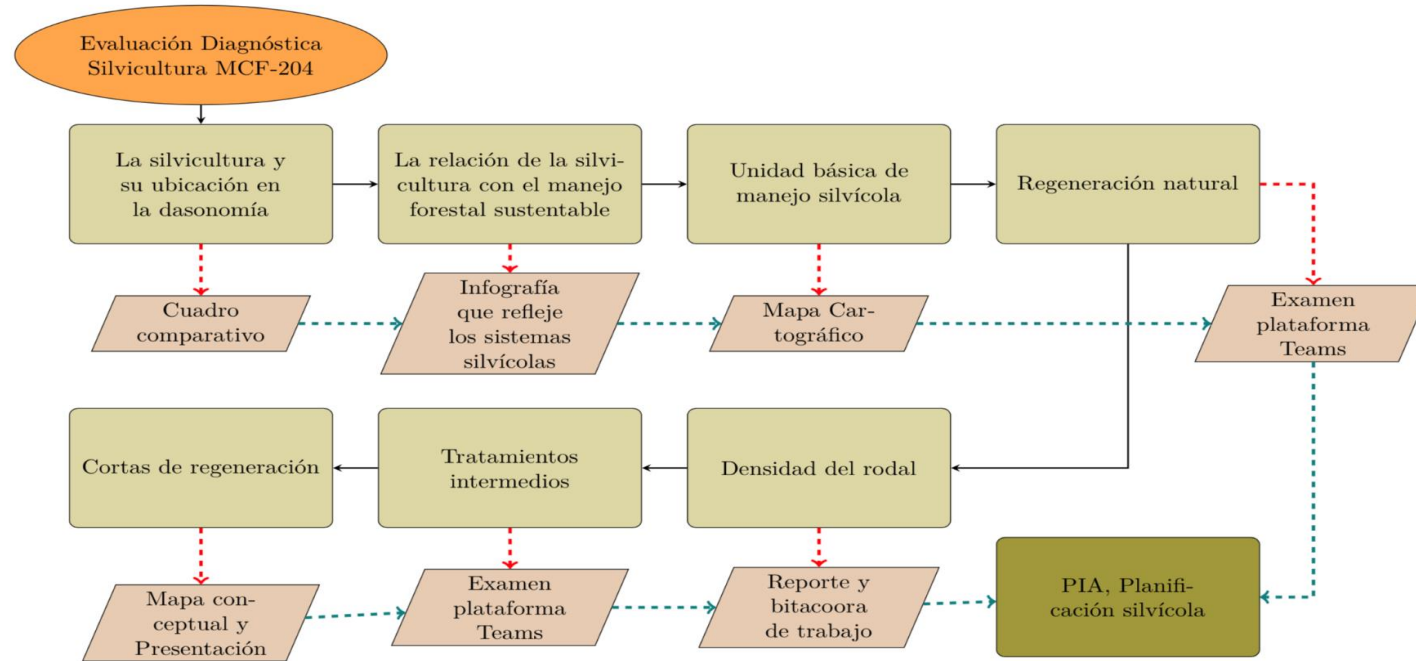 Evaluación Diagnóstica
Silvicultura MCF-204
La silvicultura y
su ubicación en
la dasonomía
La relación de la silvi-
cultura con el manejo
forestal sustentable
Unidad básica de
manejo silvícola
Regeneración natural
Cuadro
comparativo
Infografía
que refleje
los sistemas
silvícolas
Mapa Car-
tográfico
Examen
plataforma
Teams
Cortas de regeneración
Tratamientos
intermedios
Densidad del rodal
Mapa con-
ceptual y
Presentación
Examen
plataforma
Teams
Reporte y
bitacoora
de trabajo
PIA, Planifi-
cación silvícola